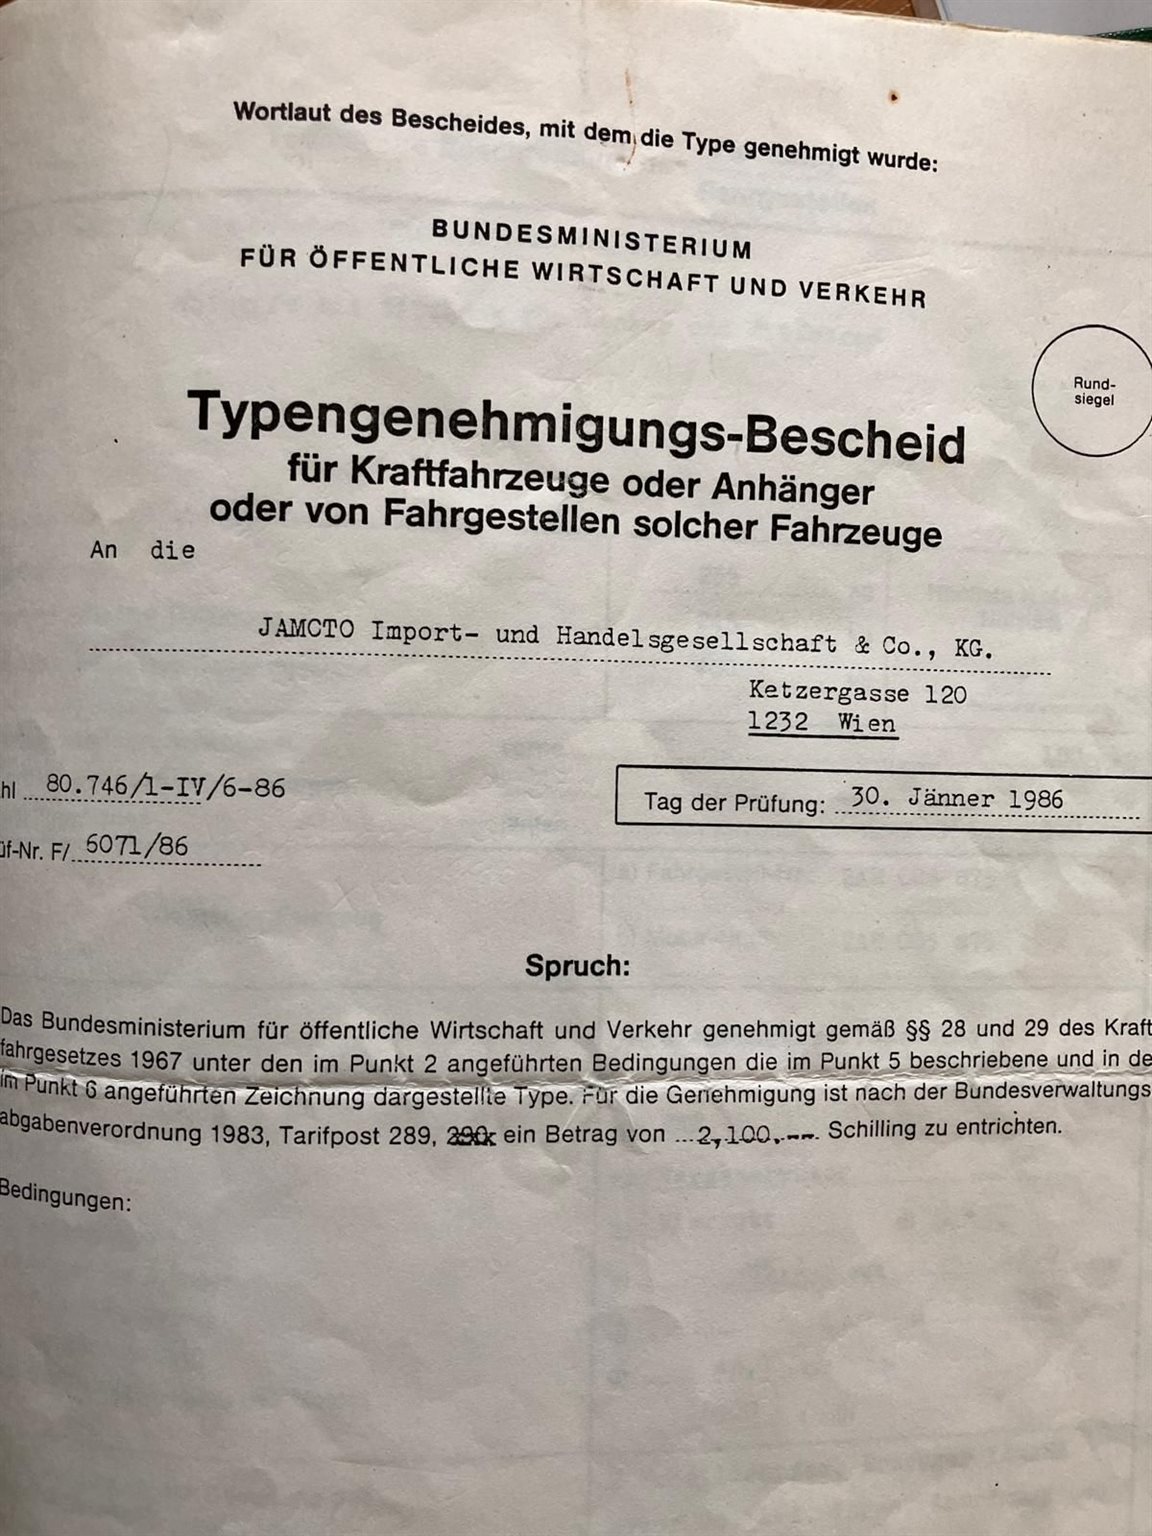 Wortlaut des Bescheides, mit dem die Type genehmigt wurde:
BUNDESMINISTERIUM
FÜR ÖFFENTLICHE WIRTSCHAFT UND VERKEHR
Rund-
siegel
Typengenehmigungs-Bescheid
für Kraftfahrzeuge oder Anhänger
oder von Fahrgestellen solcher Fahrzeuge
An die
JAMCTO Import- und Handelsgesellschaft & Co., KG.
Ketzergasse 120
1232 Wien
hl 80.746/1-IV/6-86
Tag der Prüfung: 30. Jänner 1986
üf-Nr. F/ 6071/86
Spruch:
Das Bundesministerium für öffentliche Wirtschaft und Verkehr genehmigt gemäß §§ 28 und 29 des Kraft
fahrgesetzes 1967 unter den im Punkt 2 angeführten Bedingungen die im Punkt 5 beschriebene und in de
im Punkt 6 angeführten Zeichnung dargestellte Type. Für die Genehmigung ist nach der Bundesverwaltungs
abgabenverordnung 1983, Tarifpost 289, ein Betrag von 2,100,-- Schilling zu entrichten.
Bedingungen: